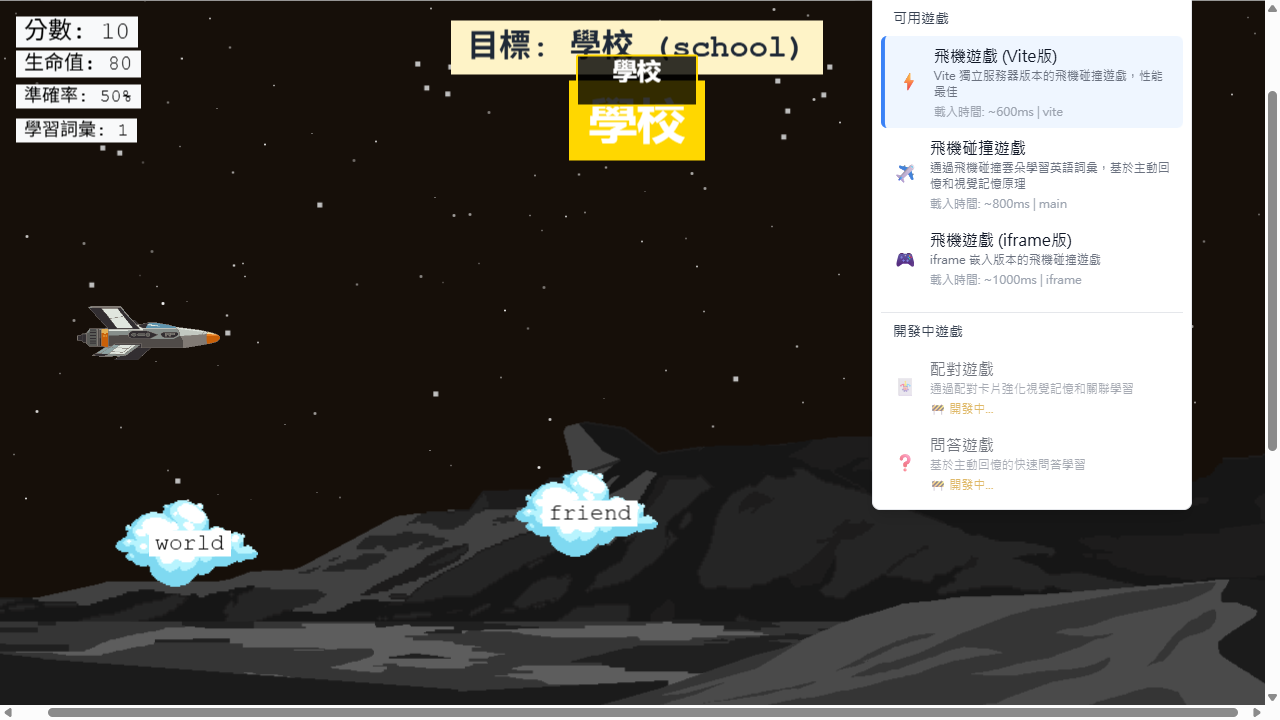 分數: 10
生命值: 80
準確率: 50%
學習詞彙: 1
目標: 學校 (school)
學校
學校
world
friend
可用遊戲
飛機遊戲 (Vite版)
Vite 獨立服務器版本的飛機碰撞遊戲，性能
最佳
載入時間: ~600ms | vite
飛機碰撞遊戲
通過飛機碰撞雲朵學習英語詞彙，基於主動回
憶和視覺記憶原理
載入時間: ~800ms | main
飛機遊戲 (iframe版)
iframe 嵌入版本的飛機碰撞遊戲
載入時間: ~1000ms | iframe
開發中遊戲
配對遊戲
通過配對卡片強化視覺記憶和關聯學習
🚧 開發中...
問答遊戲
基於主動回憶的快速問答學習
🚧 開發中...